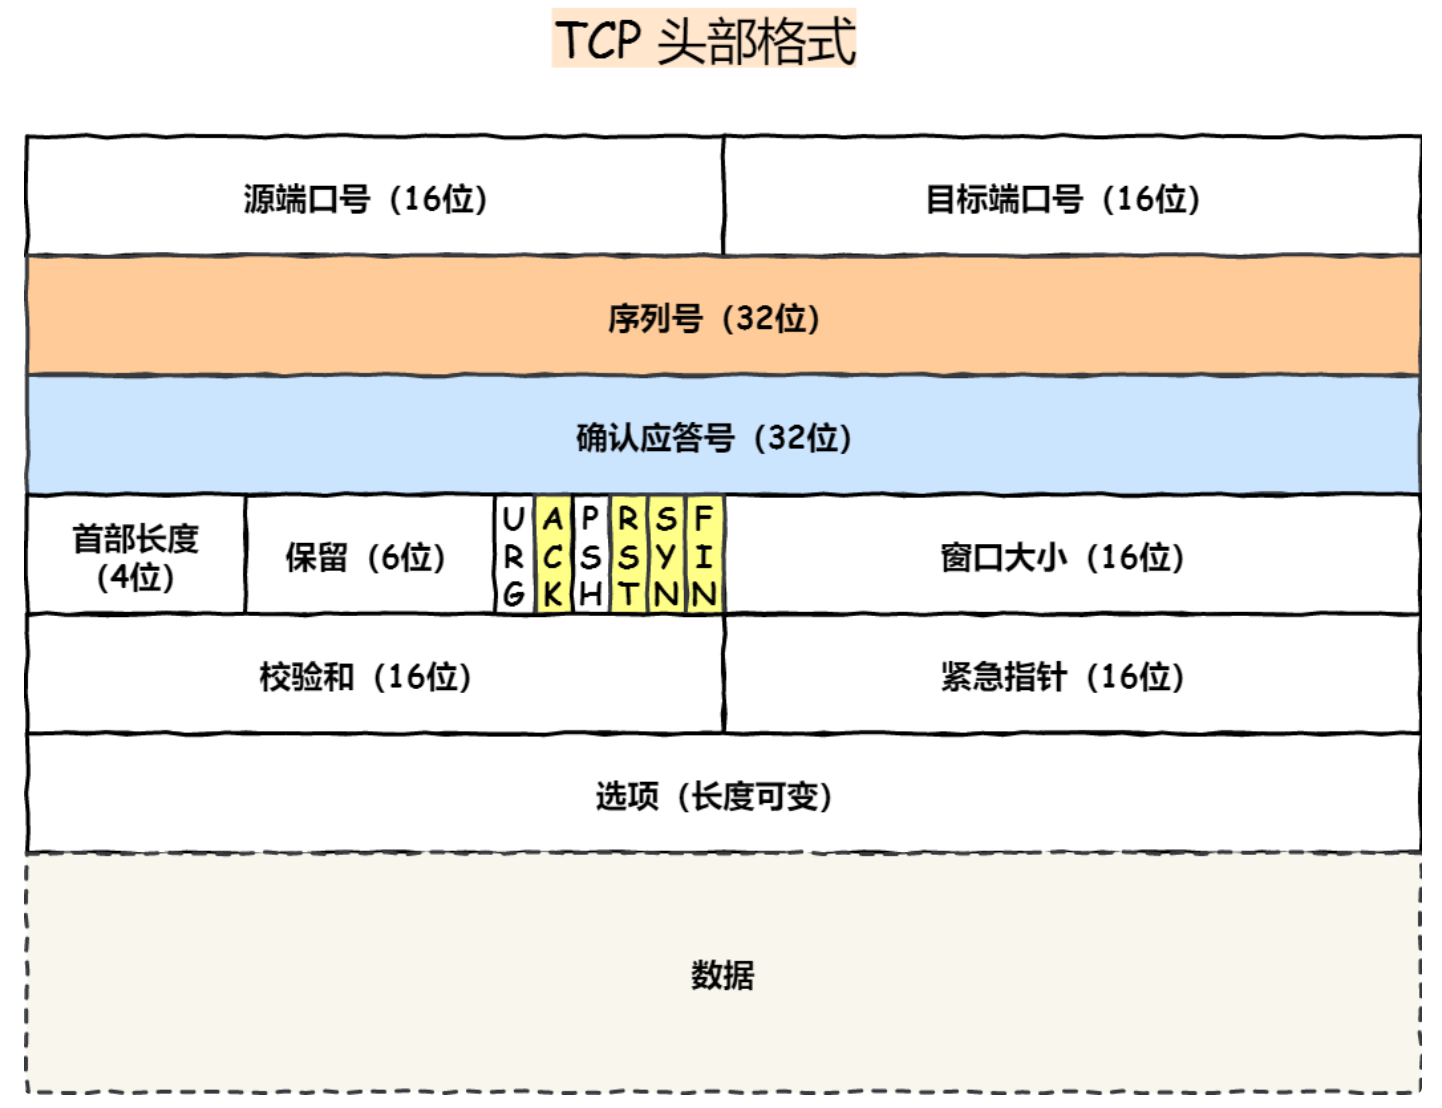 TCP 头部格式
源端口号（16位）
目标端口号（16位）
序列号（32位）
确认应答号（32位）
首部长度
（4位）
保留（6位）
URG
ACK
PSH
RST
SYN
FIN
窗口大小（16位）
校验和（16位）
紧急指针（16位）
选项（长度可变）
数据